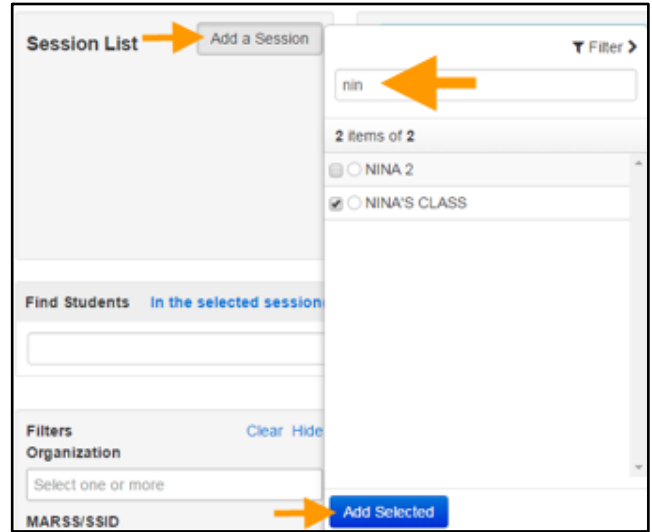 Session List
Add a Session
Filter
nin
2 items of 2
NINA 2
NINA'S CLASS
Find Students In the selected session
Filters Clear Hide
Organization
Select one or more
MARSS/SSID
Add Selected